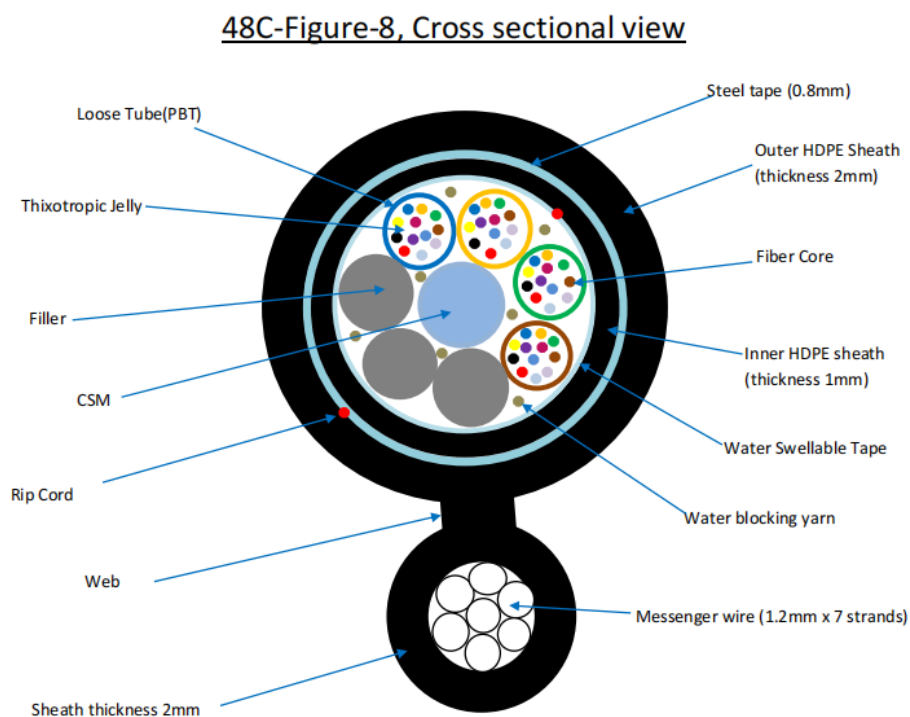 48C-Figure-8, Cross sectional view
Steel tape (0.8mm)
Loose Tube(PBT)
Outer HDPE Sheath
(thickness 2mm)
Thixotropic Jelly
Fiber Core
Filler
Inner HDPE sheath
(thickness 1mm)
CSM
Water Swellable Tape
Rip Cord
Water blocking yarn
Web
Messenger wire (1.2mm x 7 strands)
Sheath thickness 2mm